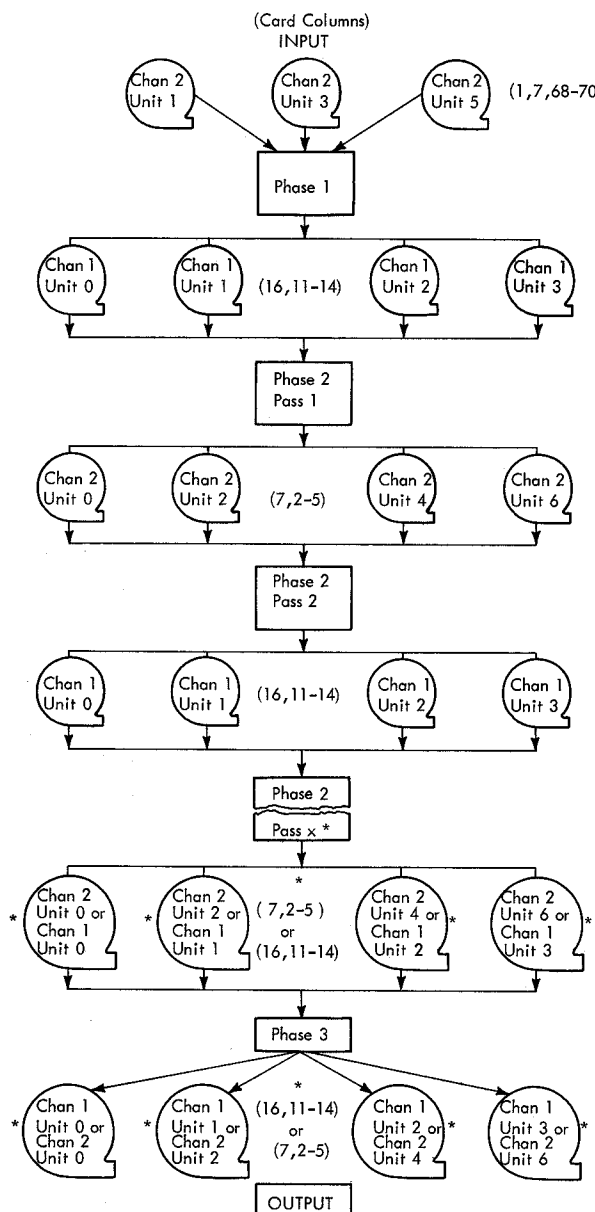 (Card Columns)
INPUT
Chan 2
Unit 1
Chan 2
Unit 3
Chan 2
Unit 5
(1,7,68-70
Phase 1
Chan 1
Unit 0
Chan 1
Unit 1
(16,11-14)
Chan 1
Unit 2
Chan 1
Unit 3
Phase 2
Pass 1
Chan 2
Unit 0
Chan 2
Unit 2
(7,2-5)
Chan 2
Unit 4
Chan 2
Unit 6
Phase 2
Pass 2
Chan 1
Unit 0
Chan 1
Unit 1
(16,11-14)
Chan 1
Unit 2
Chan 1
Unit 3
Phase 2
Pass x *
* Chan 2
Unit 0 or
Chan 1
Unit 0
* Chan 2
Unit 2 or
Chan 1
Unit 1
*
(7,2-5)
or
(16,11-14)
Chan 2
Unit 4 or *
Chan 1
Unit 2
Chan 2
Unit 6 or *
Chan 1
Unit 3
Phase 3
* Chan 1
Unit 0 or
Chan 2
Unit 0
* Chan 1
Unit 1 or
Chan 2
Unit 2
*
(16,11-14)
or
(7,2-5)
Chan 1
Unit 2 or *
Chan 2
Unit 4
Chan 1
Unit 3 or *
Chan 2
Unit 6
OUTPUT